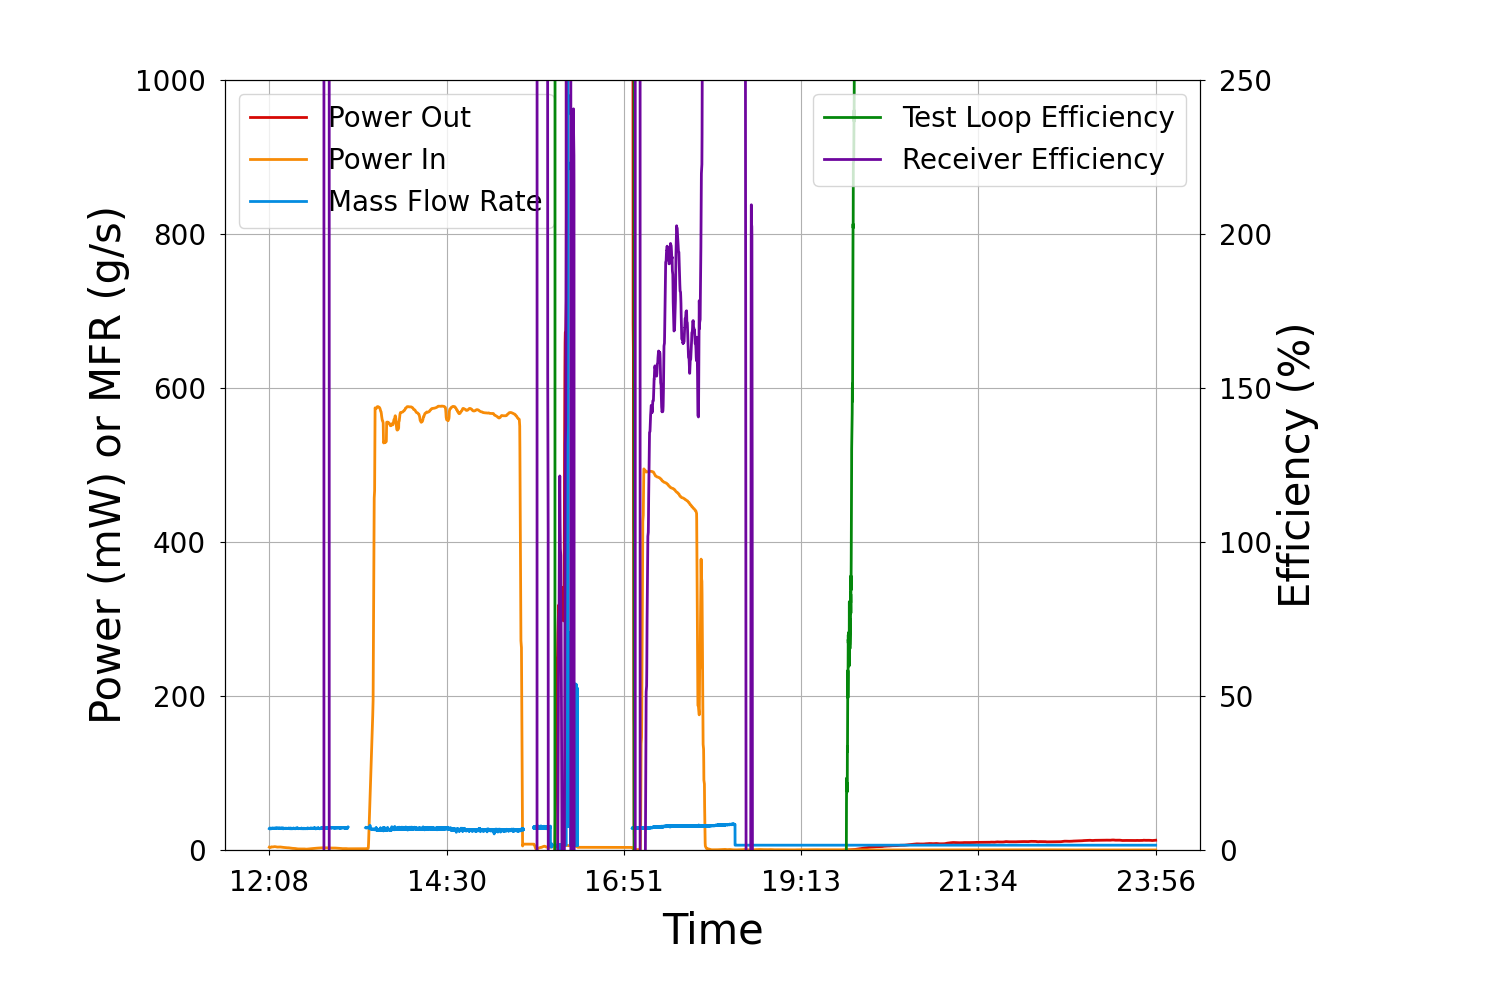 1000
800
600
400
200
0
Power (mW) or MFR (g/s)
Power Out
Power In
Mass Flow Rate
Test Loop Efficiency
Receiver Efficiency
250
200
150
100
50
0
Efficiency (%)
12:08 14:30 16:51 19:13 21:34 23:56
Time